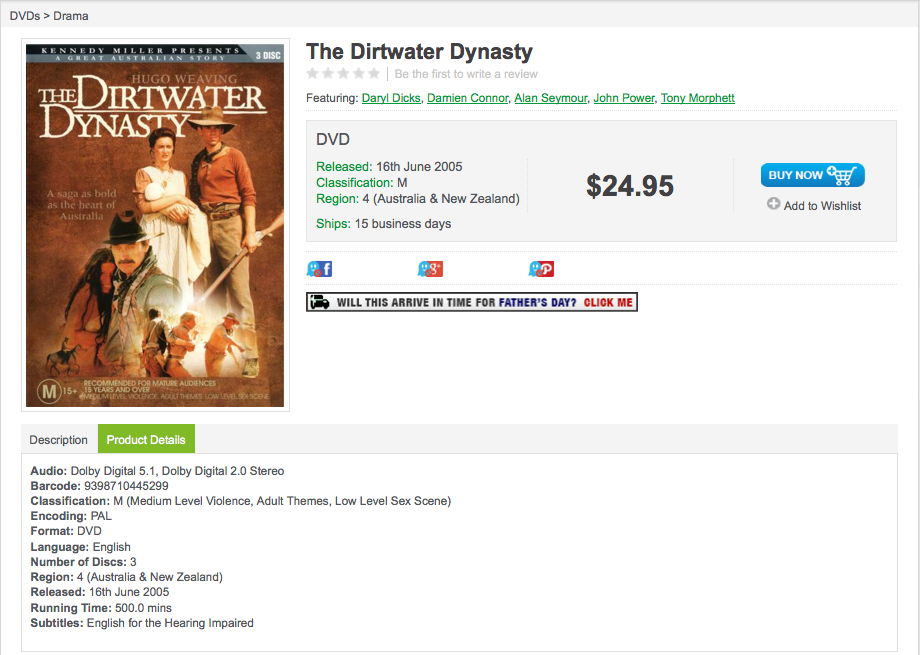 DVDs > Drama
KENNEDY MILLER PRESENTS
A GREAT AUSTRALIAN STORY
3 DISC
HUGO WEAVING
THE DIRTWATER
DYNASTY
A saga as bold
as the heart of
Australia
M 15+
RECOMMENDED FOR MATURE AUDIENCES
15 YEARS AND OVER
MEDIUM LEVEL VIOLENCE, ADULT THEMES, LOW LEVEL SEX SCENE
The Dirtwater Dynasty
Be the first to write a review
Featuring: Daryl Dicks, Damien Connor, Alan Seymour, John Power, Tony Morphett
DVD
Released: 16th June 2005
Classification: M
Region: 4 (Australia & New Zealand)
Ships: 15 business days
$24.95
BUY NOW
Add to Wishlist
WILL THIS ARRIVE IN TIME FOR FATHER'S DAY? CLICK ME
Description
Product Details
Audio: Dolby Digital 5.1, Dolby Digital 2.0 Stereo
Barcode: 9398710445299
Classification: M (Medium Level Violence, Adult Themes, Low Level Sex Scene)
Encoding: PAL
Format: DVD
Language: English
Number of Discs: 3
Region: 4 (Australia & New Zealand)
Released: 16th June 2005
Running Time: 500.0 mins
Subtitles: English for the Hearing Impaired